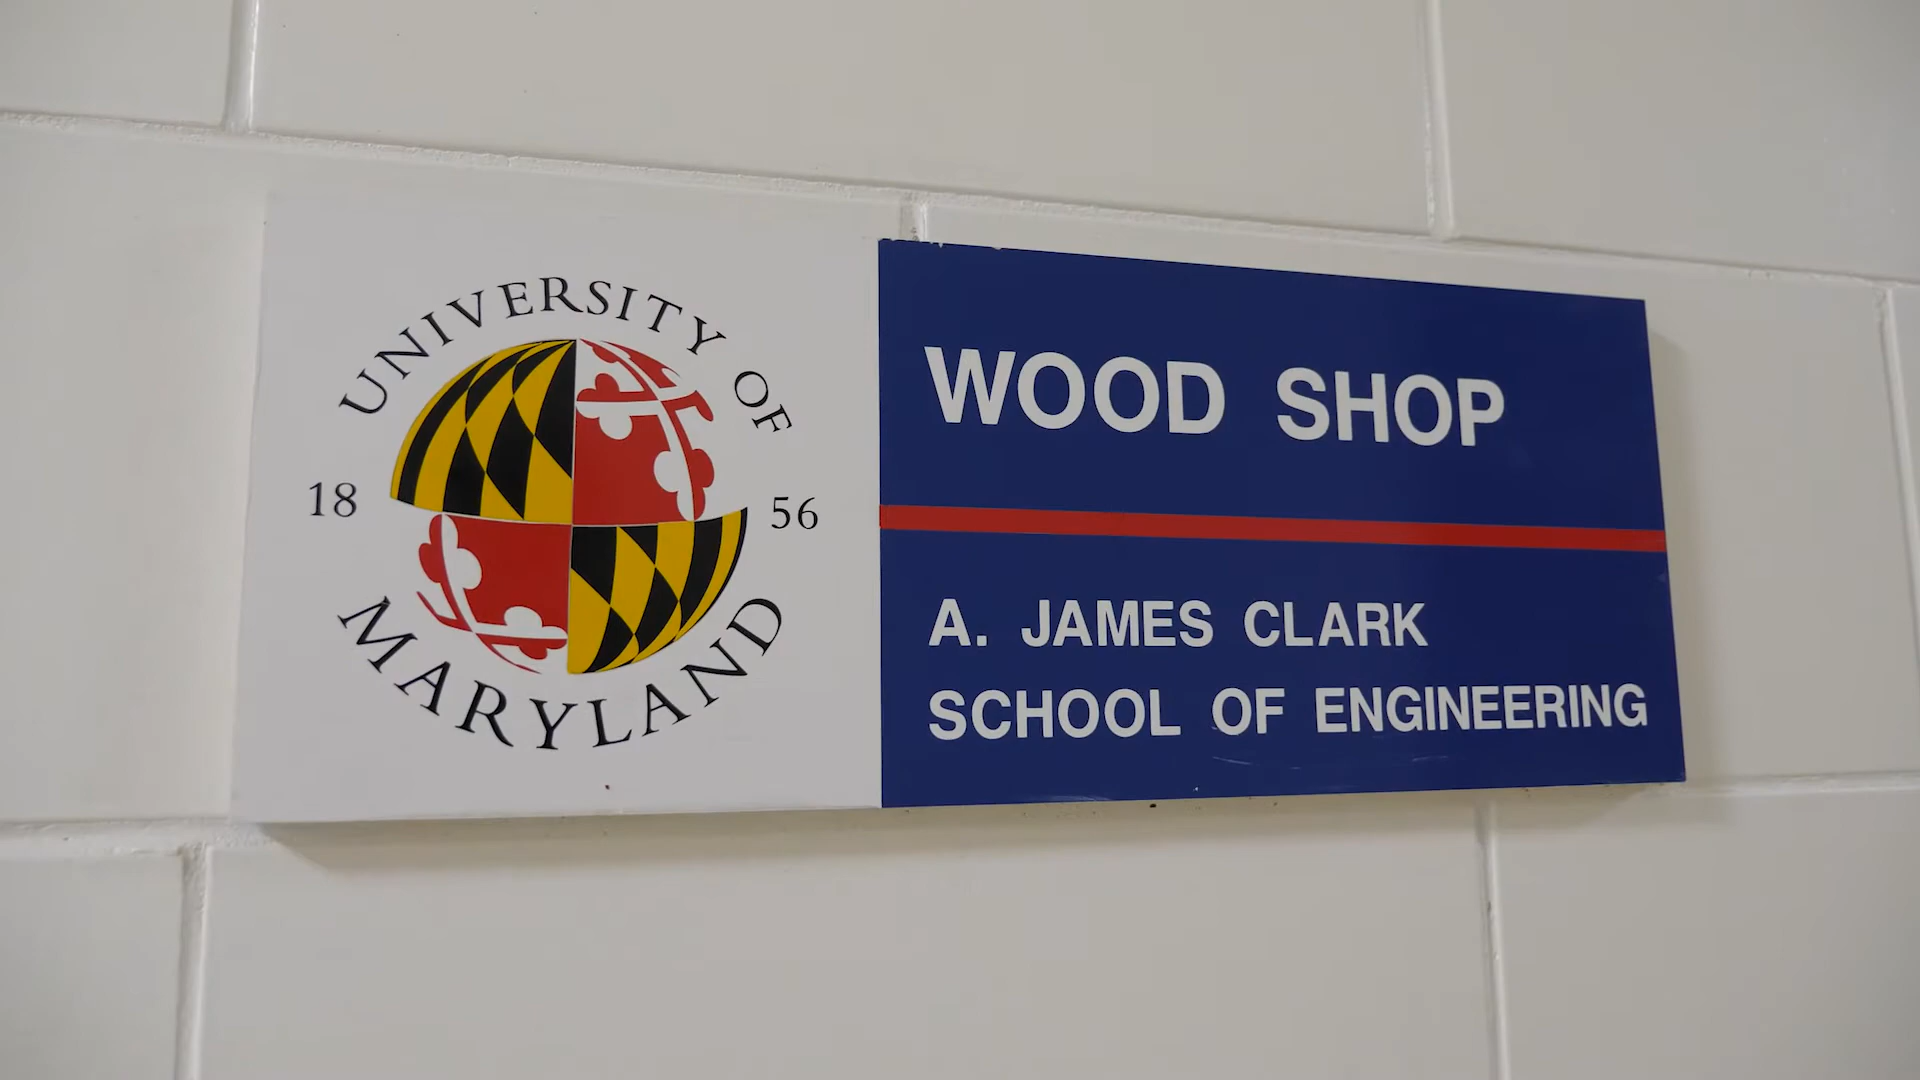 UNIVERSITY OF
18 56
MARYLAND
WOOD SHOP
A. JAMES CLARK
SCHOOL OF ENGINEERING